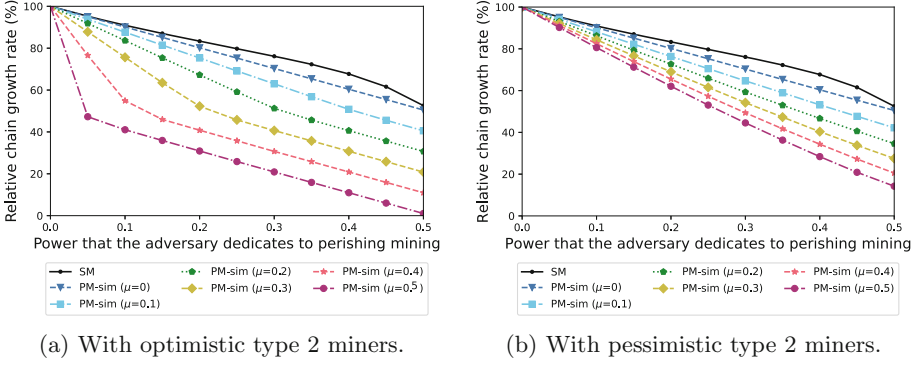 Relative chain growth rate (%)
100
80
60
40
20
0
0.0 0.1 0.2 0.3 0.4 0.5
Power that the adversary dedicates to perishing mining
SM
PM-sim (μ=0)
PM-sim (μ=0.1)
PM-sim (μ=0.2)
PM-sim (μ=0.3)
PM-sim (μ=0.4)
PM-sim (μ=0.5)
(a) With optimistic type 2 miners.
Relative chain growth rate (%)
100
80
60
40
20
0
0.0 0.1 0.2 0.3 0.4 0.5
Power that the adversary dedicates to perishing mining
SM
PM-sim (μ=0)
PM-sim (μ=0.1)
PM-sim (μ=0.2)
PM-sim (μ=0.3)
PM-sim (μ=0.4)
PM-sim (μ=0.5)
(b) With pessimistic type 2 miners.